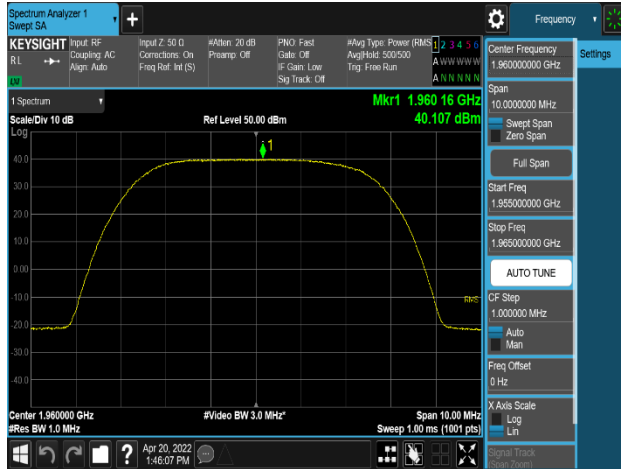 Spectrum Analyzer 1
Swept SA
Frequency
KEYSIGHT Input: RF Input Z: 50 Ω #Atten: 20 dB PNO: Fast #Avg Type: Power (RMS 1 2 3 4 5 6
R L Coupling: AC Corrections: On Preamp: Off Gate: Off Avg|Hold: 500/500 A W W W W W
Align: Auto Freq Ref: Int (S) IF Gain: Low Trig: Free Run
Sig Track: Off A N N N N N
1 Spectrum
Mkr1 1.960 16 GHz
Scale/Div 10 dB Ref Level 50.00 dBm 40.107 dBm
Log
1
40.0
30.0
20.0
10.0
0.00
-10.0
RMS
-20.0
-30.0
-40.0
Center 1.960000 GHz #Video BW 3.0 MHz* Span 10.00 MHz
#Res BW 1.0 MHz Sweep 1.00 ms (1001 pts)
Apr 20, 2022
1:46:07 PM
Settings
Center Frequency
1.960000000 GHz
Span
10.0000000 MHz
Swept Span
Zero Span
Full Span
Start Freq
1.955000000 GHz
Stop Freq
1.965000000 GHz
AUTO TUNE
CF Step
1.000000 MHz
Auto
Man
Freq Offset
0 Hz
X Axis Scale
Log
Lin
Signal Track
(Span Zoom)